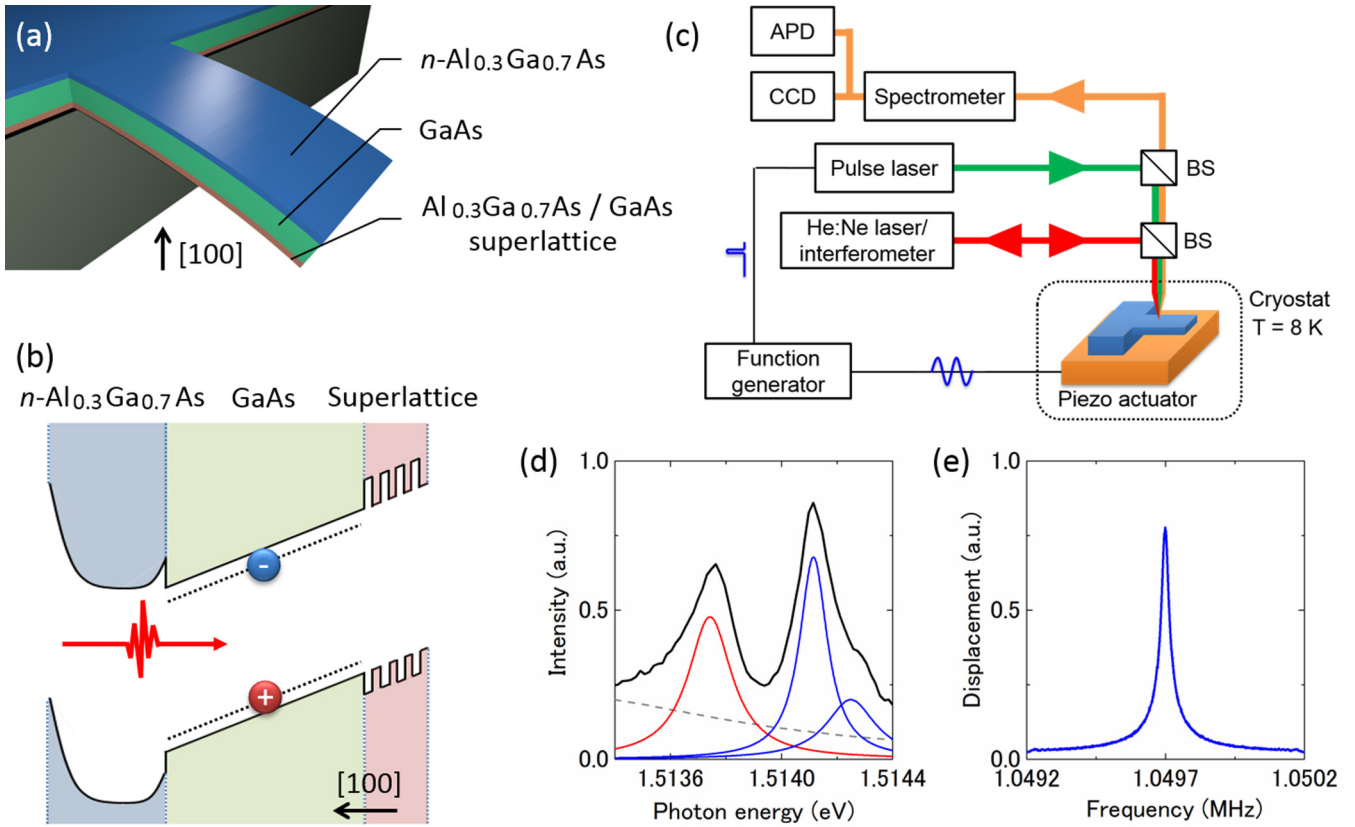 (a)
n-Al0.3Ga0.7As
GaAs
Al0.3Ga0.7As / GaAs
superlattice
[100]
(b)
n-Al0.3Ga0.7As GaAs Superlattice
-
+
[100]
(c)
APD
CCD
Spectrometer
Pulse laser
BS
He:Ne laser/
interferometer
BS
Cryostat
T = 8 K
Function
generator
Piezo actuator
(d)
1.0
0.5
0.0
Intensity (a.u.)
1.5136 1.5140 1.5144
Photon energy (eV)
(e)
1.0
0.5
0.0
Displacement (a.u.)
1.0492 1.0497 1.0502
Frequency (MHz)